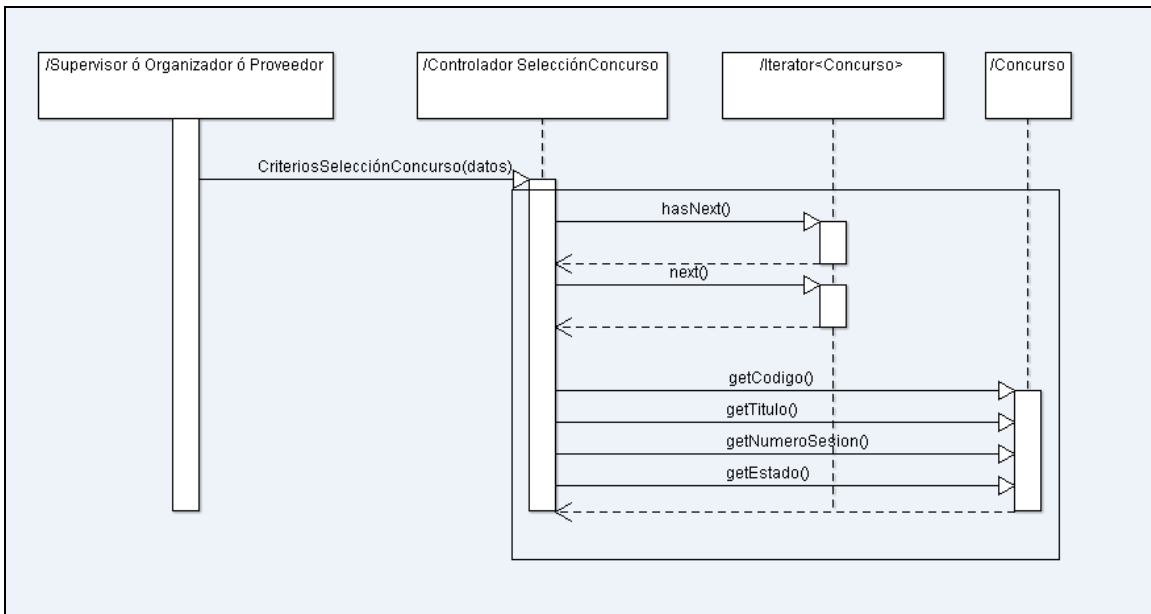 /Supervisor ó Organizador ó Proveedor
/Controlador SelecciónConcurso
/Iterator<Concurso>
/Concurso
CriteriosSelecciónConcurso(datos)
hasNext()
next()
getCodigo()
getTitulo()
getNumeroSesion()
getEstado()